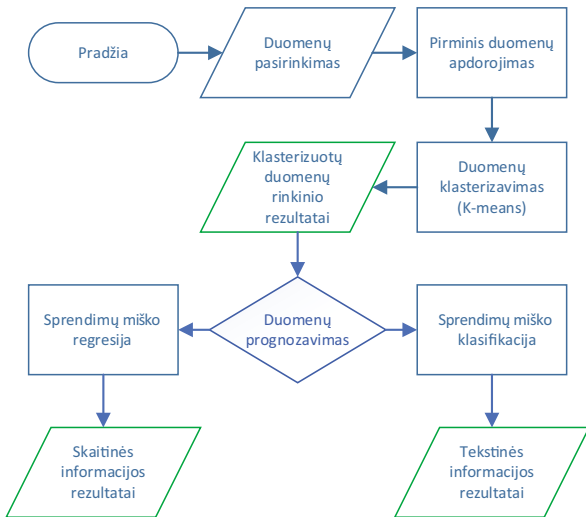 Pradžia
Duomenų
pasirinkimas
Pirminis duomenų
apdorojimas
Duomenų
klasterizavimas
(K-means)
Klasterizuotų
duomenų
rinkinio
rezultatai
Duomenų
prognozavimas
Sprendimų miško
regresija
Sprendimų miško
klasifikacija
Skaitinės
informacijos
rezultatai
Tekstinės
informacijos
rezultatai